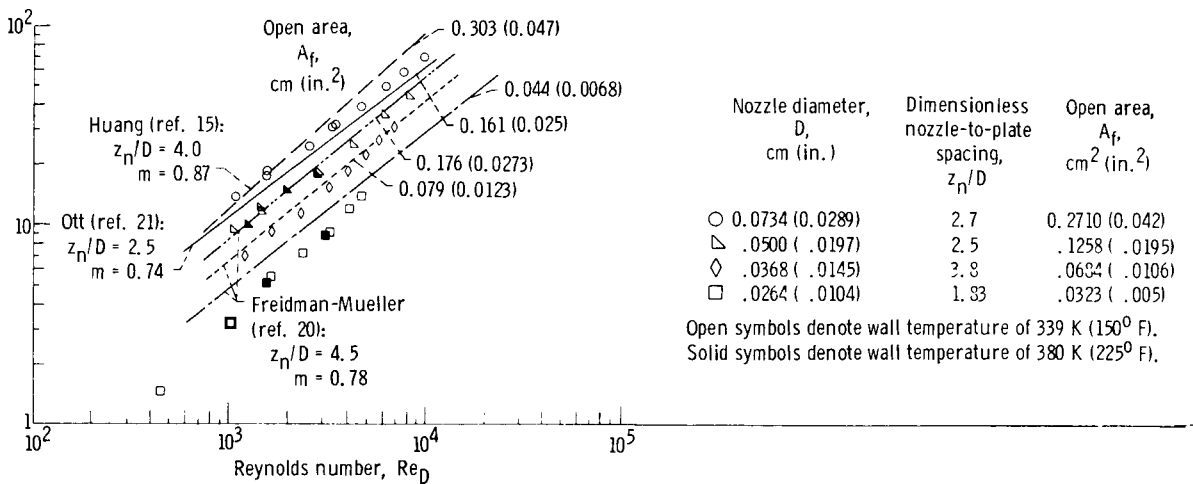 10²
10
1
10²
10³
10⁴
10⁵
Reynolds number, Re_D
Open area,
A_f,
cm (in.²)
0.303 (0.047)
0.044 (0.0068)
0.161 (0.025)
0.176 (0.0273)
0.079 (0.0123)
Huang (ref. 15):
z_n/D = 4.0
m = 0.87
Ott (ref. 21):
z_n/D = 2.5
m = 0.74
Freidman-Mueller
(ref. 20):
z_n/D = 4.5
m = 0.78
Nozzle diameter, Dimensionless Open area,
D, nozzle-to-plate A_f,
cm (in.) spacing, cm² (in.²)
z_n/D
0.0734 (0.0289) 2.7 0.2710 (0.042)
.0500 ( .0197) 2.5 .1258 ( .0195)
.0368 ( .0145) .8 ( .0106)
.0264 ( .0104) 1.83 .0323 ( .005)
Open symbols denote wall temperature of 339 K (150⁰ F).
Solid symbols denote wall temperature of 380 K (225⁰ F).